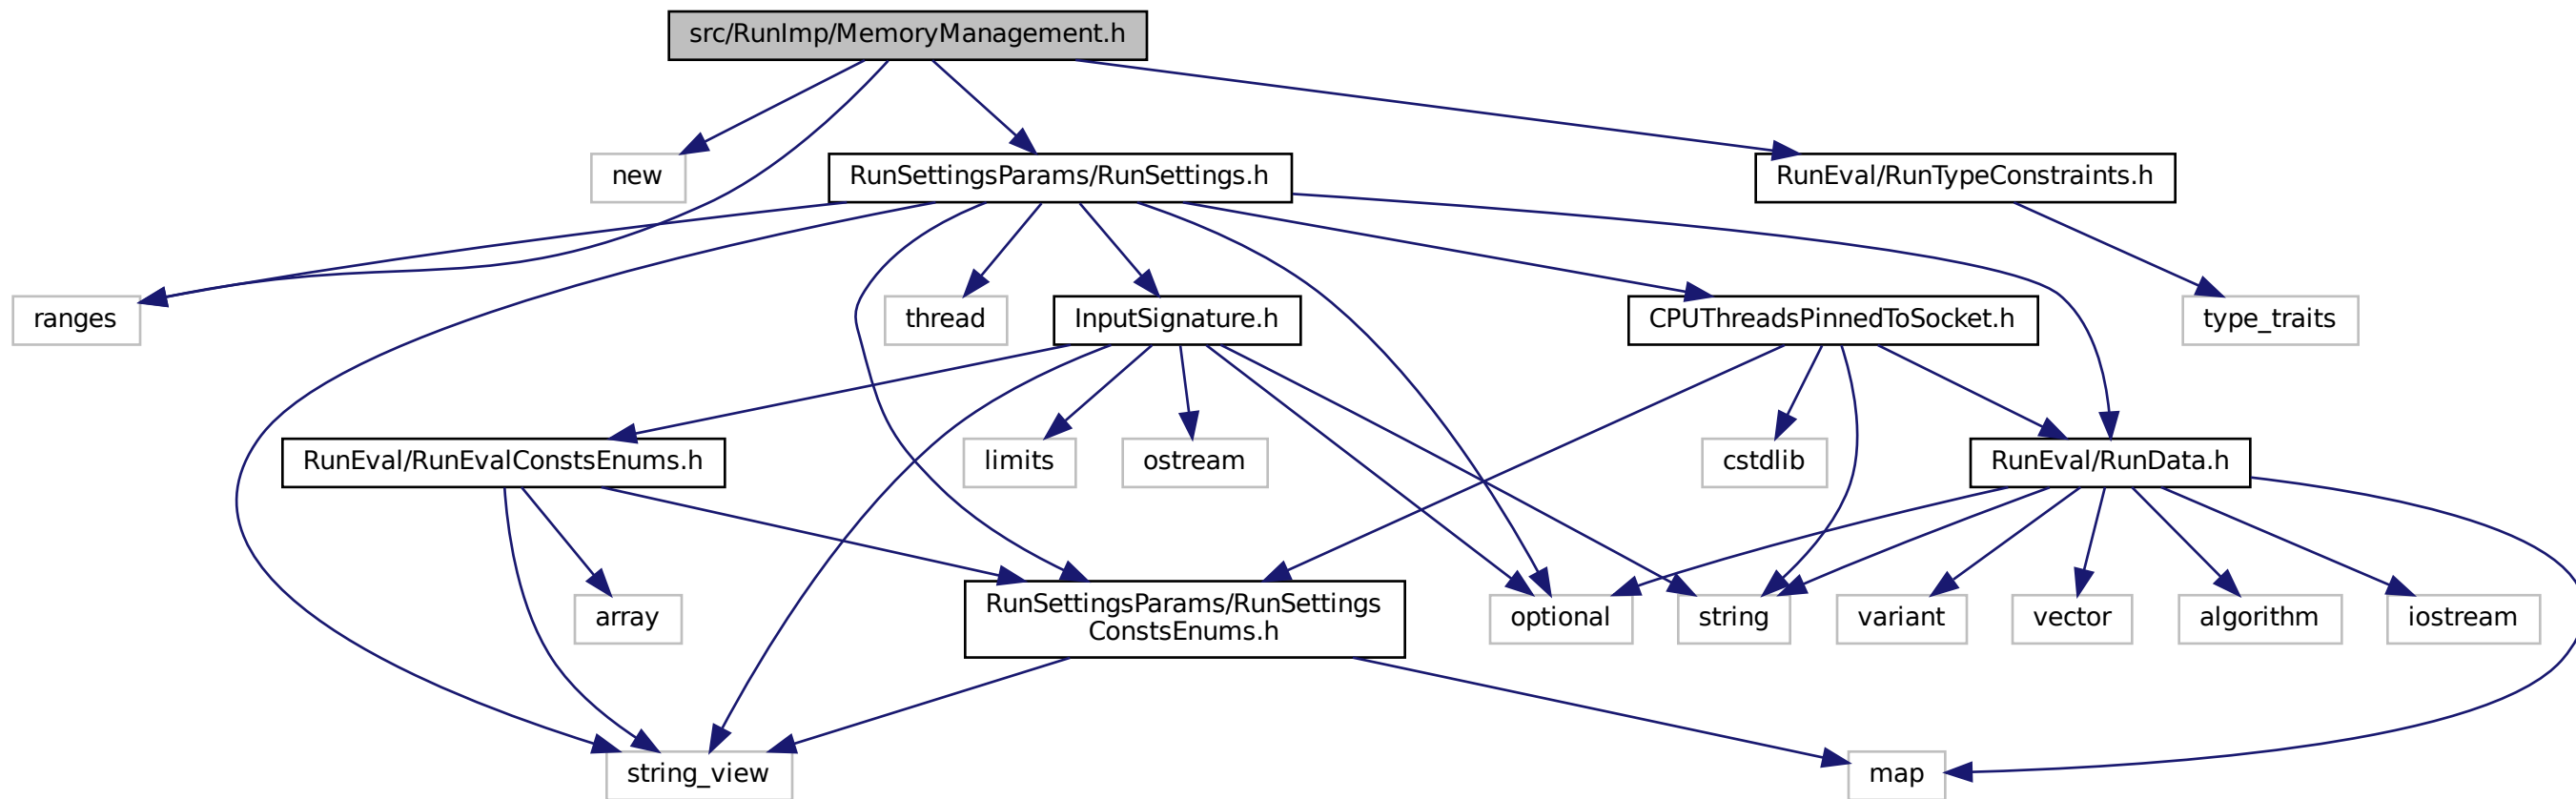 src/RunImp/MemoryManagement.h
new
RunSettingsParams/RunSettings.h
RunEval/RunTypeConstraints.h
ranges
thread
InputSignature.h
CPUThreadsPinnedToSocket.h
type_traits
RunEval/RunEvalConstsEnums.h
limits
ostream
cstdlib
RunEval/RunData.h
array
RunSettingsParams/RunSettings
ConstsEnums.h
optional
string
variant
vector
algorithm
iostream
string_view
map